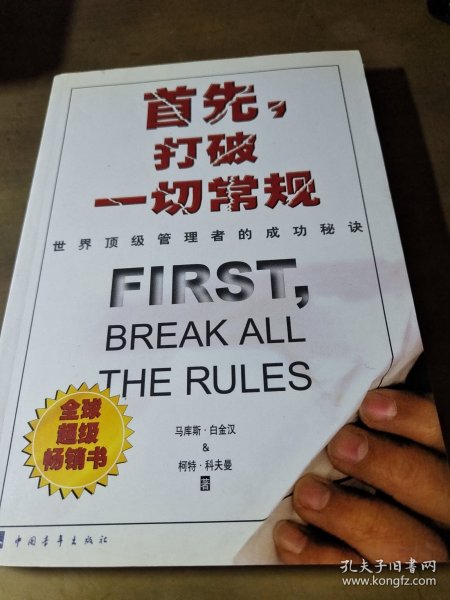 首先，
打破
一切常规
世界顶级管理者的成功秘诀
FIRST,
BREAK ALL
THE RULES
全球
超级
畅销书
马库斯·白金汉
&
柯特·科夫曼
著
中国青年出版社
孔夫子旧书网
www.kongfz.com